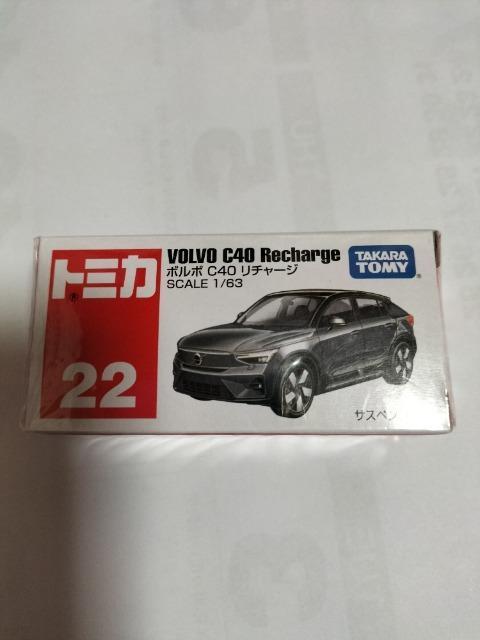 トミカ
®
22
VOLVO C40 Recharge
ボルボ C40 リチャージ
SCALE 1/63
TAKARA
TOMY
®
サスペン